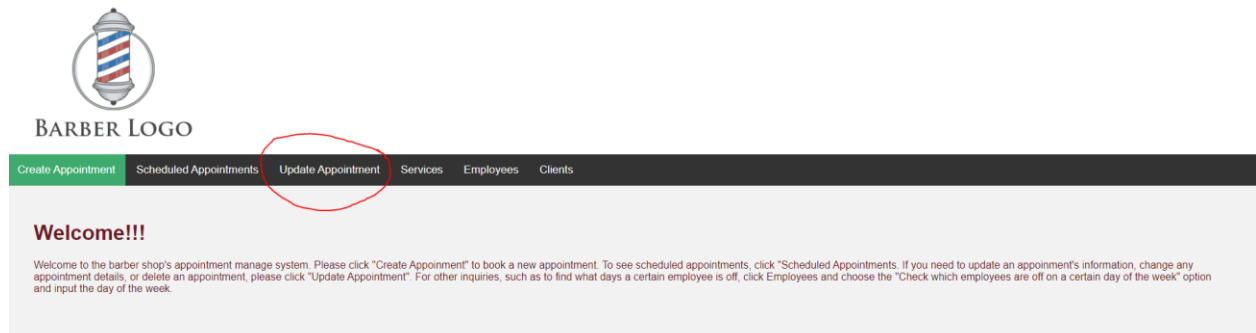 BARBER LOGO
Create Appointment Scheduled Appointments Update Appointment Services Employees Clients
Welcome!!!
Welcome to the barber shop's appointment manage system. Please click "Create Appoinment" to book a new appointment. To see scheduled appointments, click "Scheduled Appointments. If you need to update an appoinment's information, change any
appointment details, or delete an appointment, please click "Update Appointment". For other inquiries, such as to find what days a certain employee is off, click Employees and choose the "Check which employees are off on a certain day of the week" option
and input the day of the week.